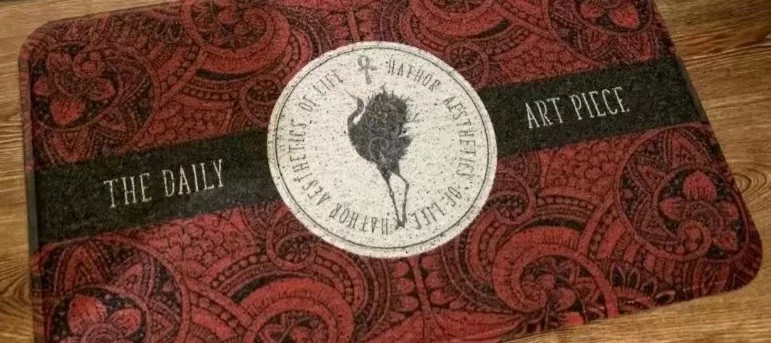 THE DAILY
HATHOR AESTHETICS OF LIFE
HATHOR AESTHETICS OF LIFE
ART PIECE